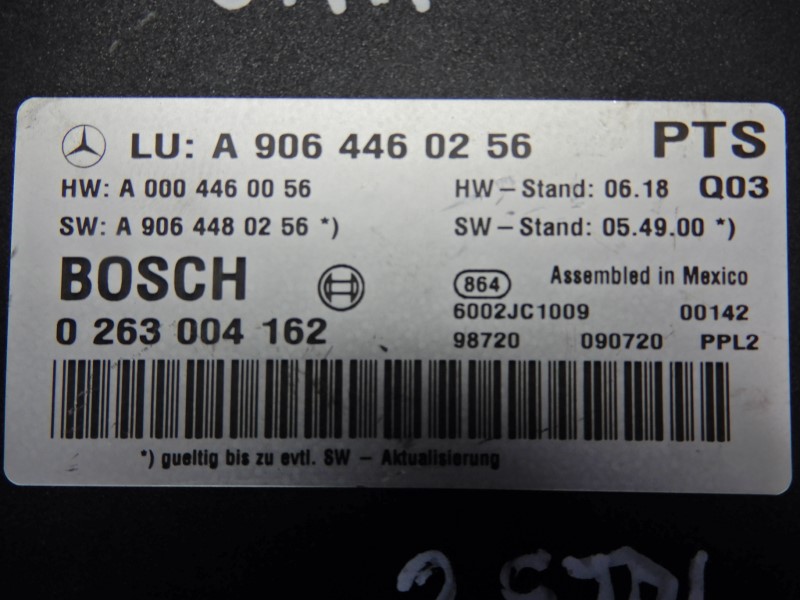 LU: A 906 446 02 56 PTS
HW: A 000 446 00 56 HW-Stand: 06.18 Q03
SW: A 906 448 02 56 *) SW-Stand: 05.49.00 *)
BOSCH 864 Assembled in Mexico
6002JC1009 00142
0 263 004 162 98720 090720 PPL2
*) gueltig bis zu evtl. SW - Aktualisierung